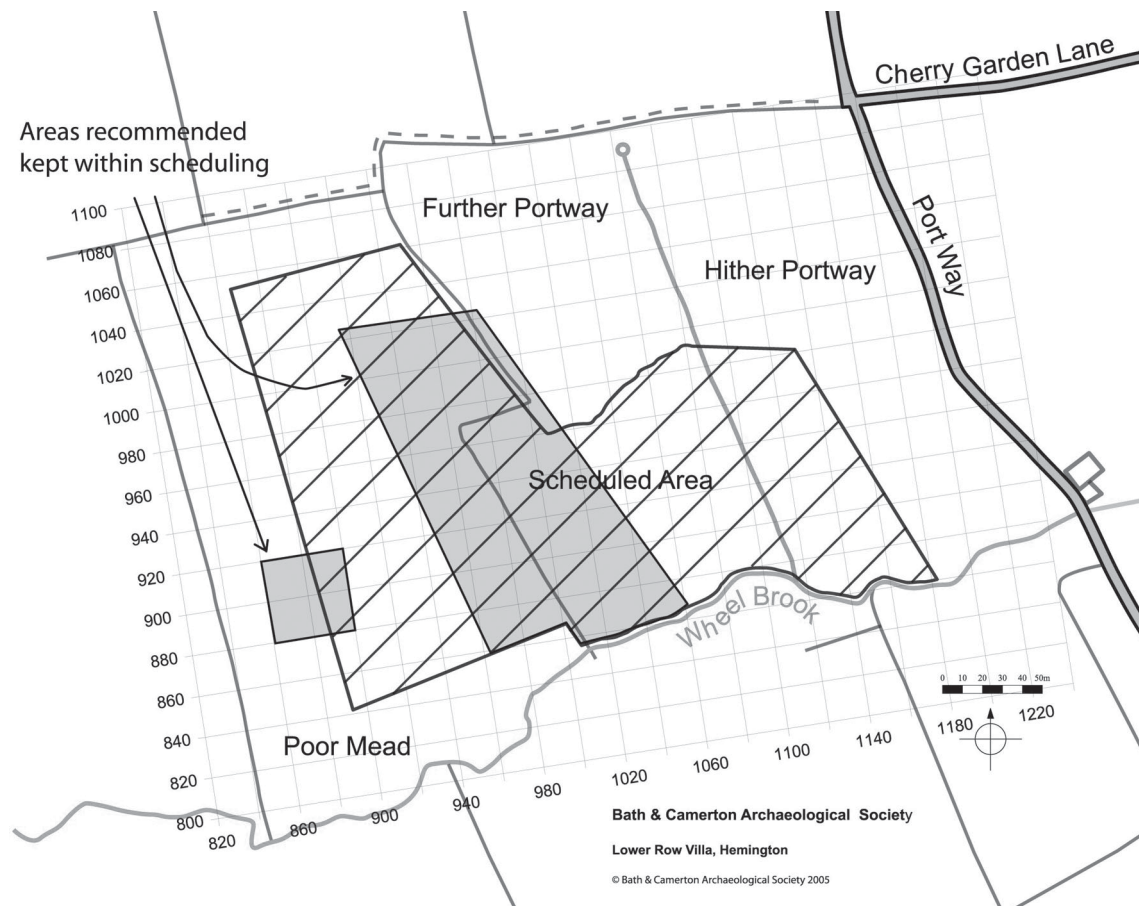 Cherry Garden Lane
Areas recommended
kept within scheduling
Port Way
Further Portway
Hither Portway
1100
1080
1060
1040
1020
1000
980
960
940
920
900
880
860
840
820
800
Scheduled Area
Wheel Brook
Poor Mead
820
860
900
940
980
1020
1060
1100
1140
1180
1220
0 10 20 30 40 50m
Bath & Camerton Archaeological Society
Lower Row Villa, Hemington
© Bath & Camerton Archaeological Society 2005